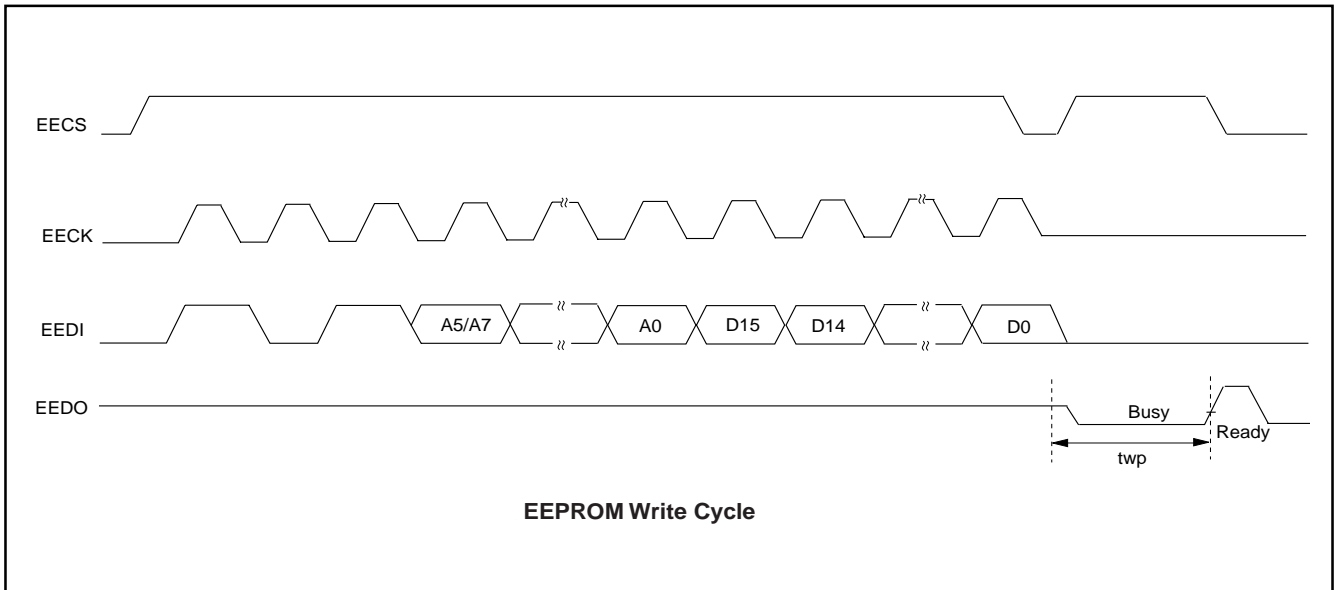 EECS
EECK
EEDI
A5/A7
A0
D15
D14
D0
EEDO
Busy
Ready
twp
EEPROM Write Cycle